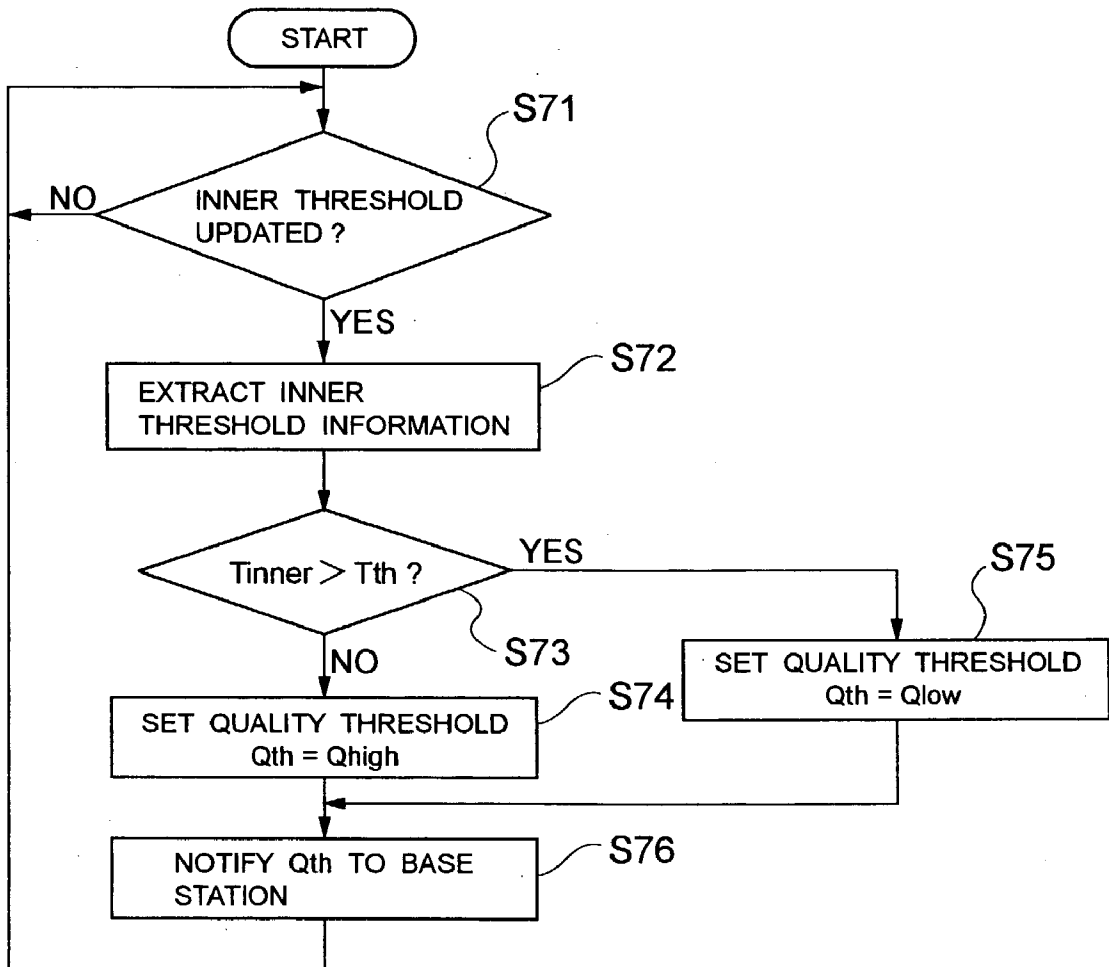 START
S71
INNER THRESHOLD
UPDATED ?
NO
YES
S72
EXTRACT INNER
THRESHOLD INFORMATION
Tinner > Tth ?
YES
S73
NO
S75
SET QUALITY THRESHOLD
Qth = Qlow
S74
SET QUALITY THRESHOLD
Qth = Qhigh
S76
NOTIFY Qth TO BASE
STATION